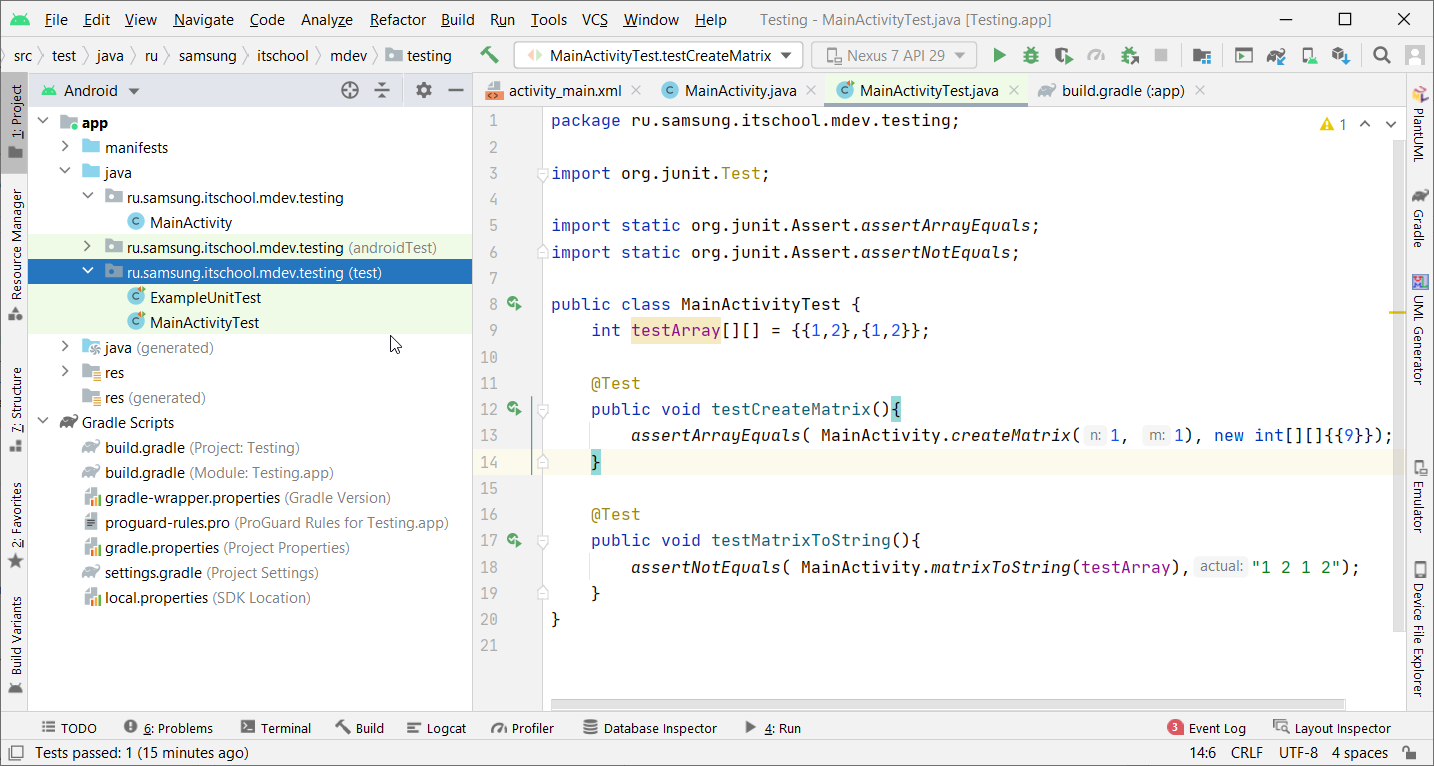 File Edit View Navigate Code Analyze Refactor Build Run Tools VCS Window Help Testing - MainActivityTest.java [Testing.app]
src test java ru samsung itschool mdev testing MainActivityTest.testCreateMatrix Nexus 7 API 29
Android
activity_main.xml MainActivity.java MainActivityTest.java build.gradle (:app)
1: Project
Resource Manager
7: Structure
2: Favorites
Build Variants
app
manifests
java
ru.samsung.itschool.mdev.testing
MainActivity
ru.samsung.itschool.mdev.testing (androidTest)
ru.samsung.itschool.mdev.testing (test)
ExampleUnitTest
MainActivityTest
java (generated)
res
res (generated)
Gradle Scripts
build.gradle (Project: Testing)
build.gradle (Module: Testing.app)
gradle-wrapper.properties (Gradle Version)
proguard-rules.pro (ProGuard Rules for Testing.app)
gradle.properties (Project Properties)
settings.gradle (Project Settings)
local.properties (SDK Location)
1 package ru.samsung.itschool.mdev.testing;
2
3 import org.junit.Test;
4
5 import static org.junit.Assert.assertArrayEquals;
6 import static org.junit.Assert.assertNotEquals;
7
8 public class MainActivityTest {
9 int testArray[][] = {{1,2},{1,2}};
10
11 @Test
12 public void testCreateMatrix(){
13 assertArrayEquals( MainActivity.createMatrix( n: 1, m: 1), new int[][]{{9}});
14 }
15
16 @Test
17 public void testMatrixToString(){
18 assertNotEquals( MainActivity.matrixToString(testArray), actual: "1 2 1 2");
19 }
20 }
21
1
PlantUML
Gradle
UML Generator
Emulator
Device File Explorer
TODO 6: Problems Terminal Build Logcat Profiler Database Inspector 4: Run 3 Event Log Layout Inspector
Tests passed: 1 (15 minutes ago) 14:6 CRLF UTF-8 4 spaces